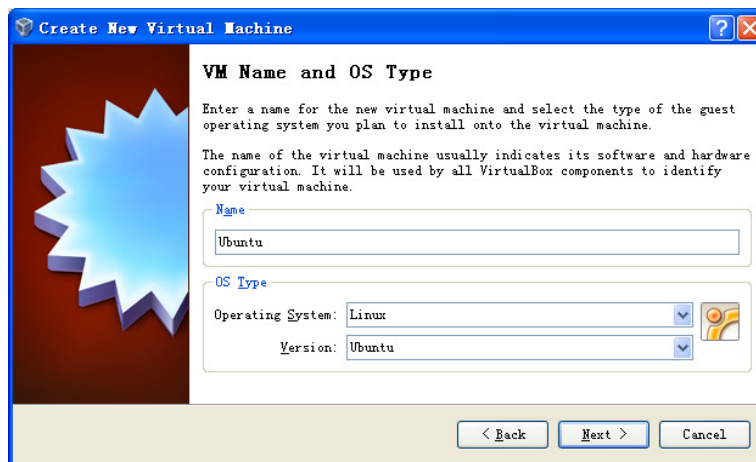 Create New Virtual Machine
VM Name and OS Type
Enter a name for the new virtual machine and select the type of the guest
operating system you plan to install onto the virtual machine.
The name of the virtual machine usually indicates its software and hardware
configuration. It will be used by all VirtualBox components to identify
your virtual machine.
Name
Ubuntu
OS Type
Operating System: Linux
Version: Ubuntu
< Back Next > Cancel